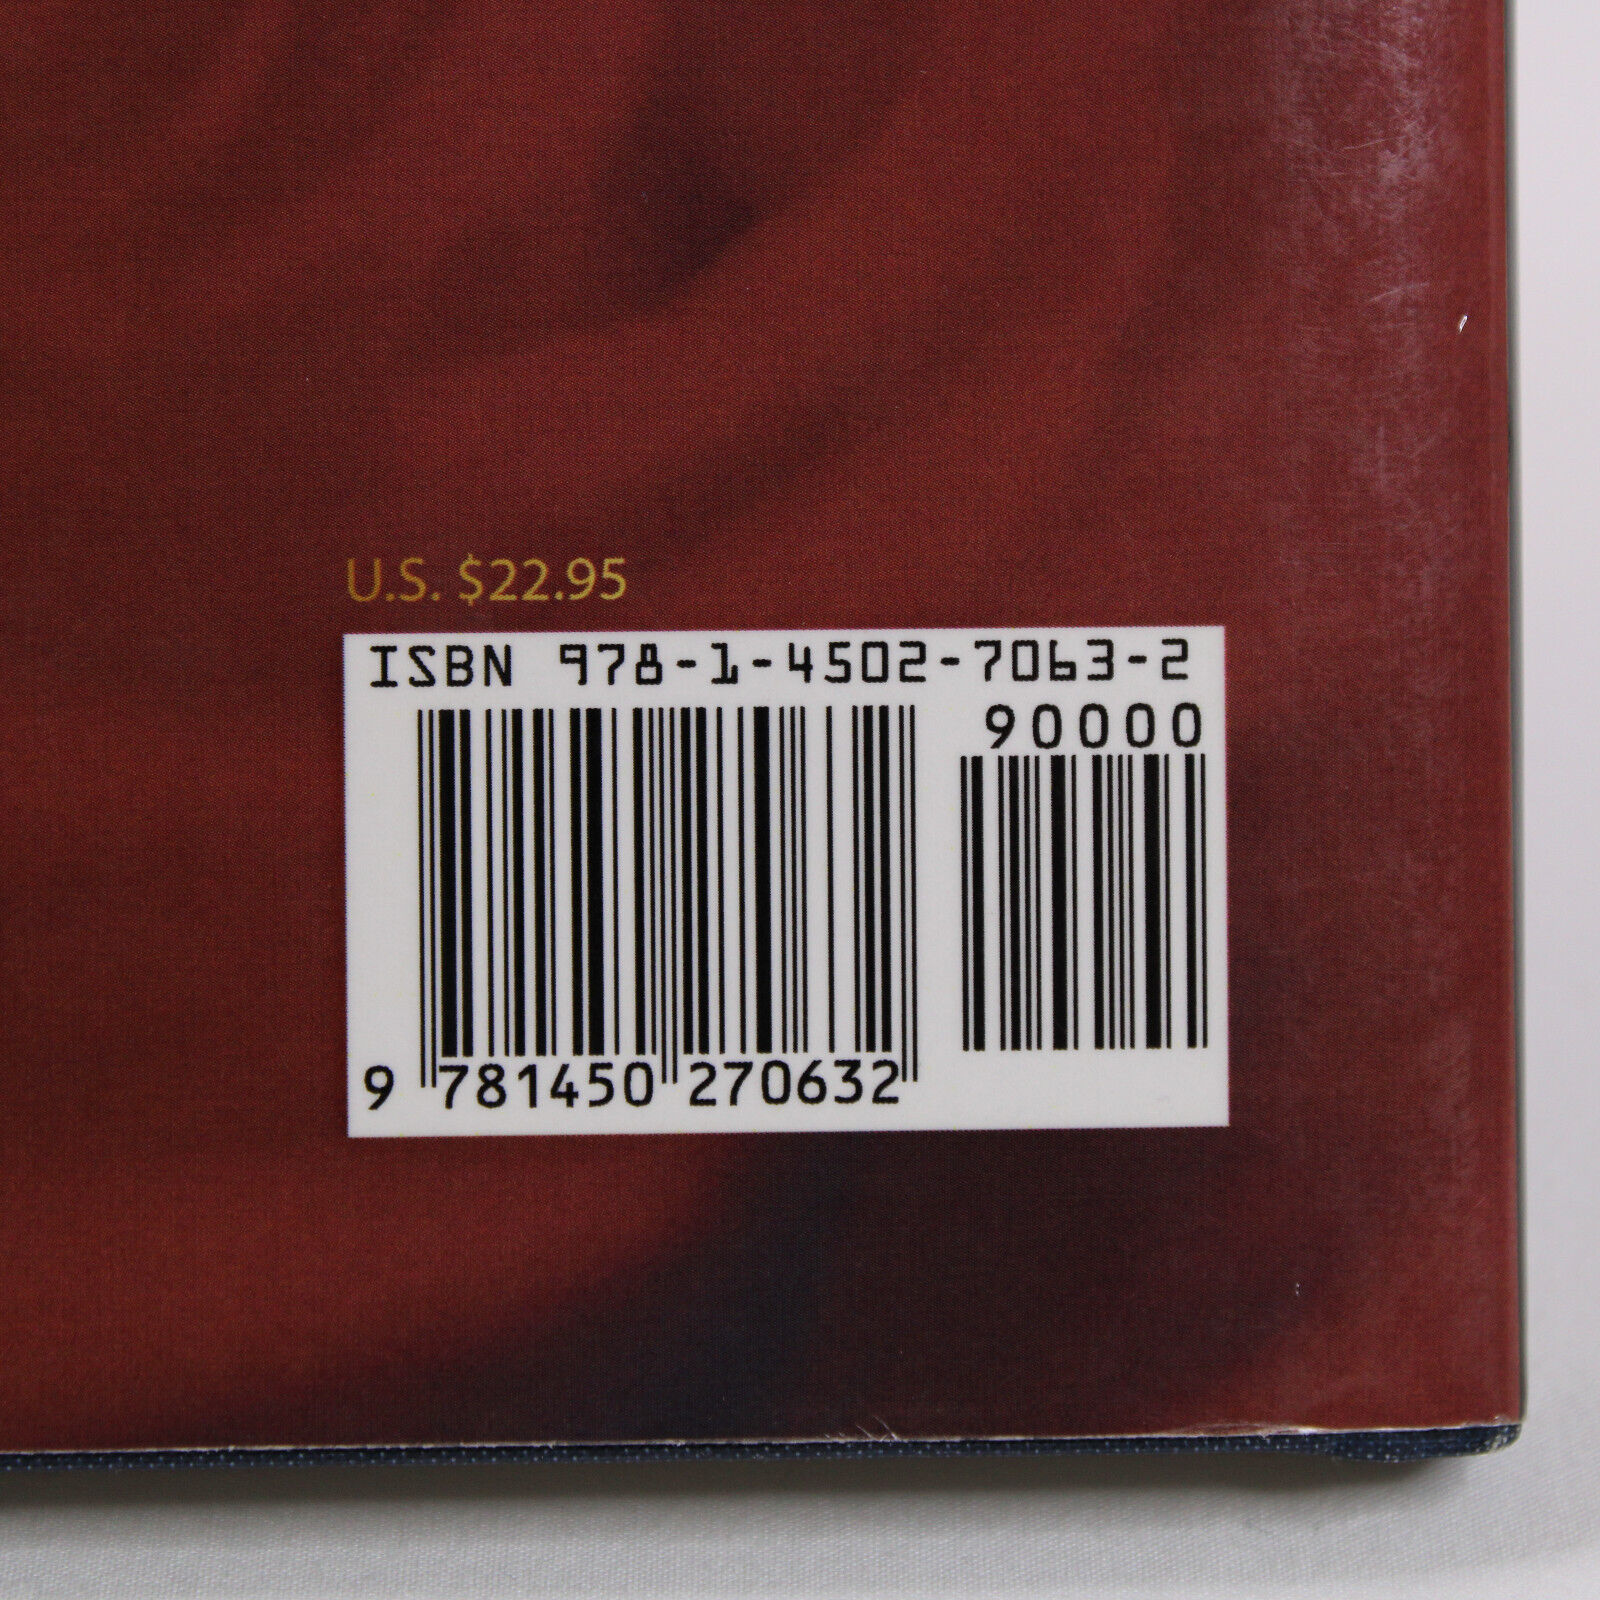 U.S. $22.95
ISBN 978-1-4502-7063-2
90000
9 781450 270632